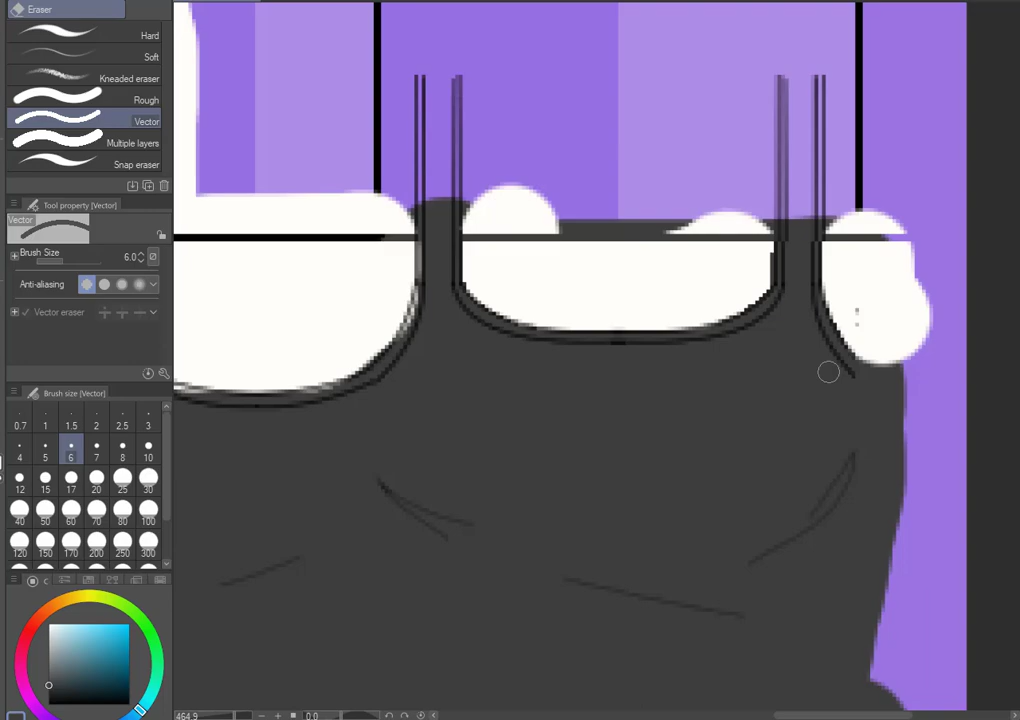 Eraser
Hard
Soft
Kneaded eraser
Rough
Vector
Multiple layers
Snap eraser
Tool property [Vector]
Vector
Brush Size 6.0
Anti-aliasing
Vector eraser
Brush size [Vector]
0.7 1 1.5 2 2.5 3
4 5 6 7 8 10
12 15 17 20 25 30
40 50 60 70 80 100
120 150 170 200 250 300
464.9 0.0